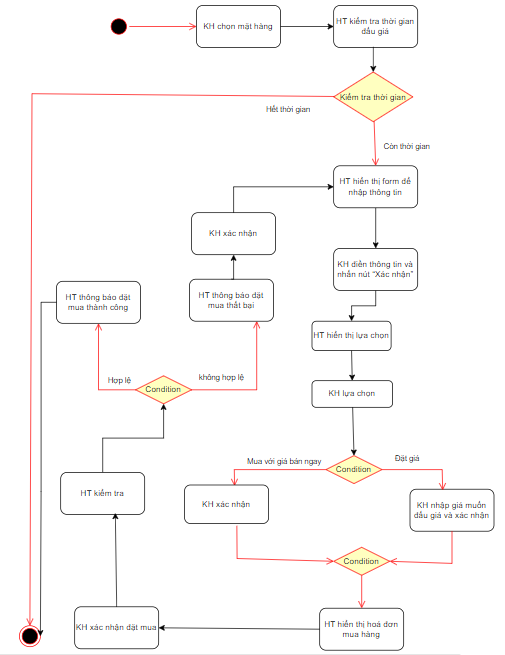 KH chọn mặt hàng
HT kiểm tra thời gian
đấu giá
Kiểm tra thời gian
Hết thời gian
Còn thời gian
HT hiển thị form để
nhập thông tin
KH xác nhận
KH điền thông tin và
nhấn nút "Xác nhận"
HT thông báo đặt
mua thành công
HT thông báo đặt
mua thất bại
HT hiển thị lựa chọn
Hợp lệ
không hợp lệ
Condition
KH lựa chọn
Mua với giá bán ngay
Đặt giá
Condition
HT kiểm tra
KH xác nhận
KH nhập giá muốn
đấu giá và xác nhận
Condition
KH xác nhận đặt mua
HT hiển thị hoá đơn
mua hàng